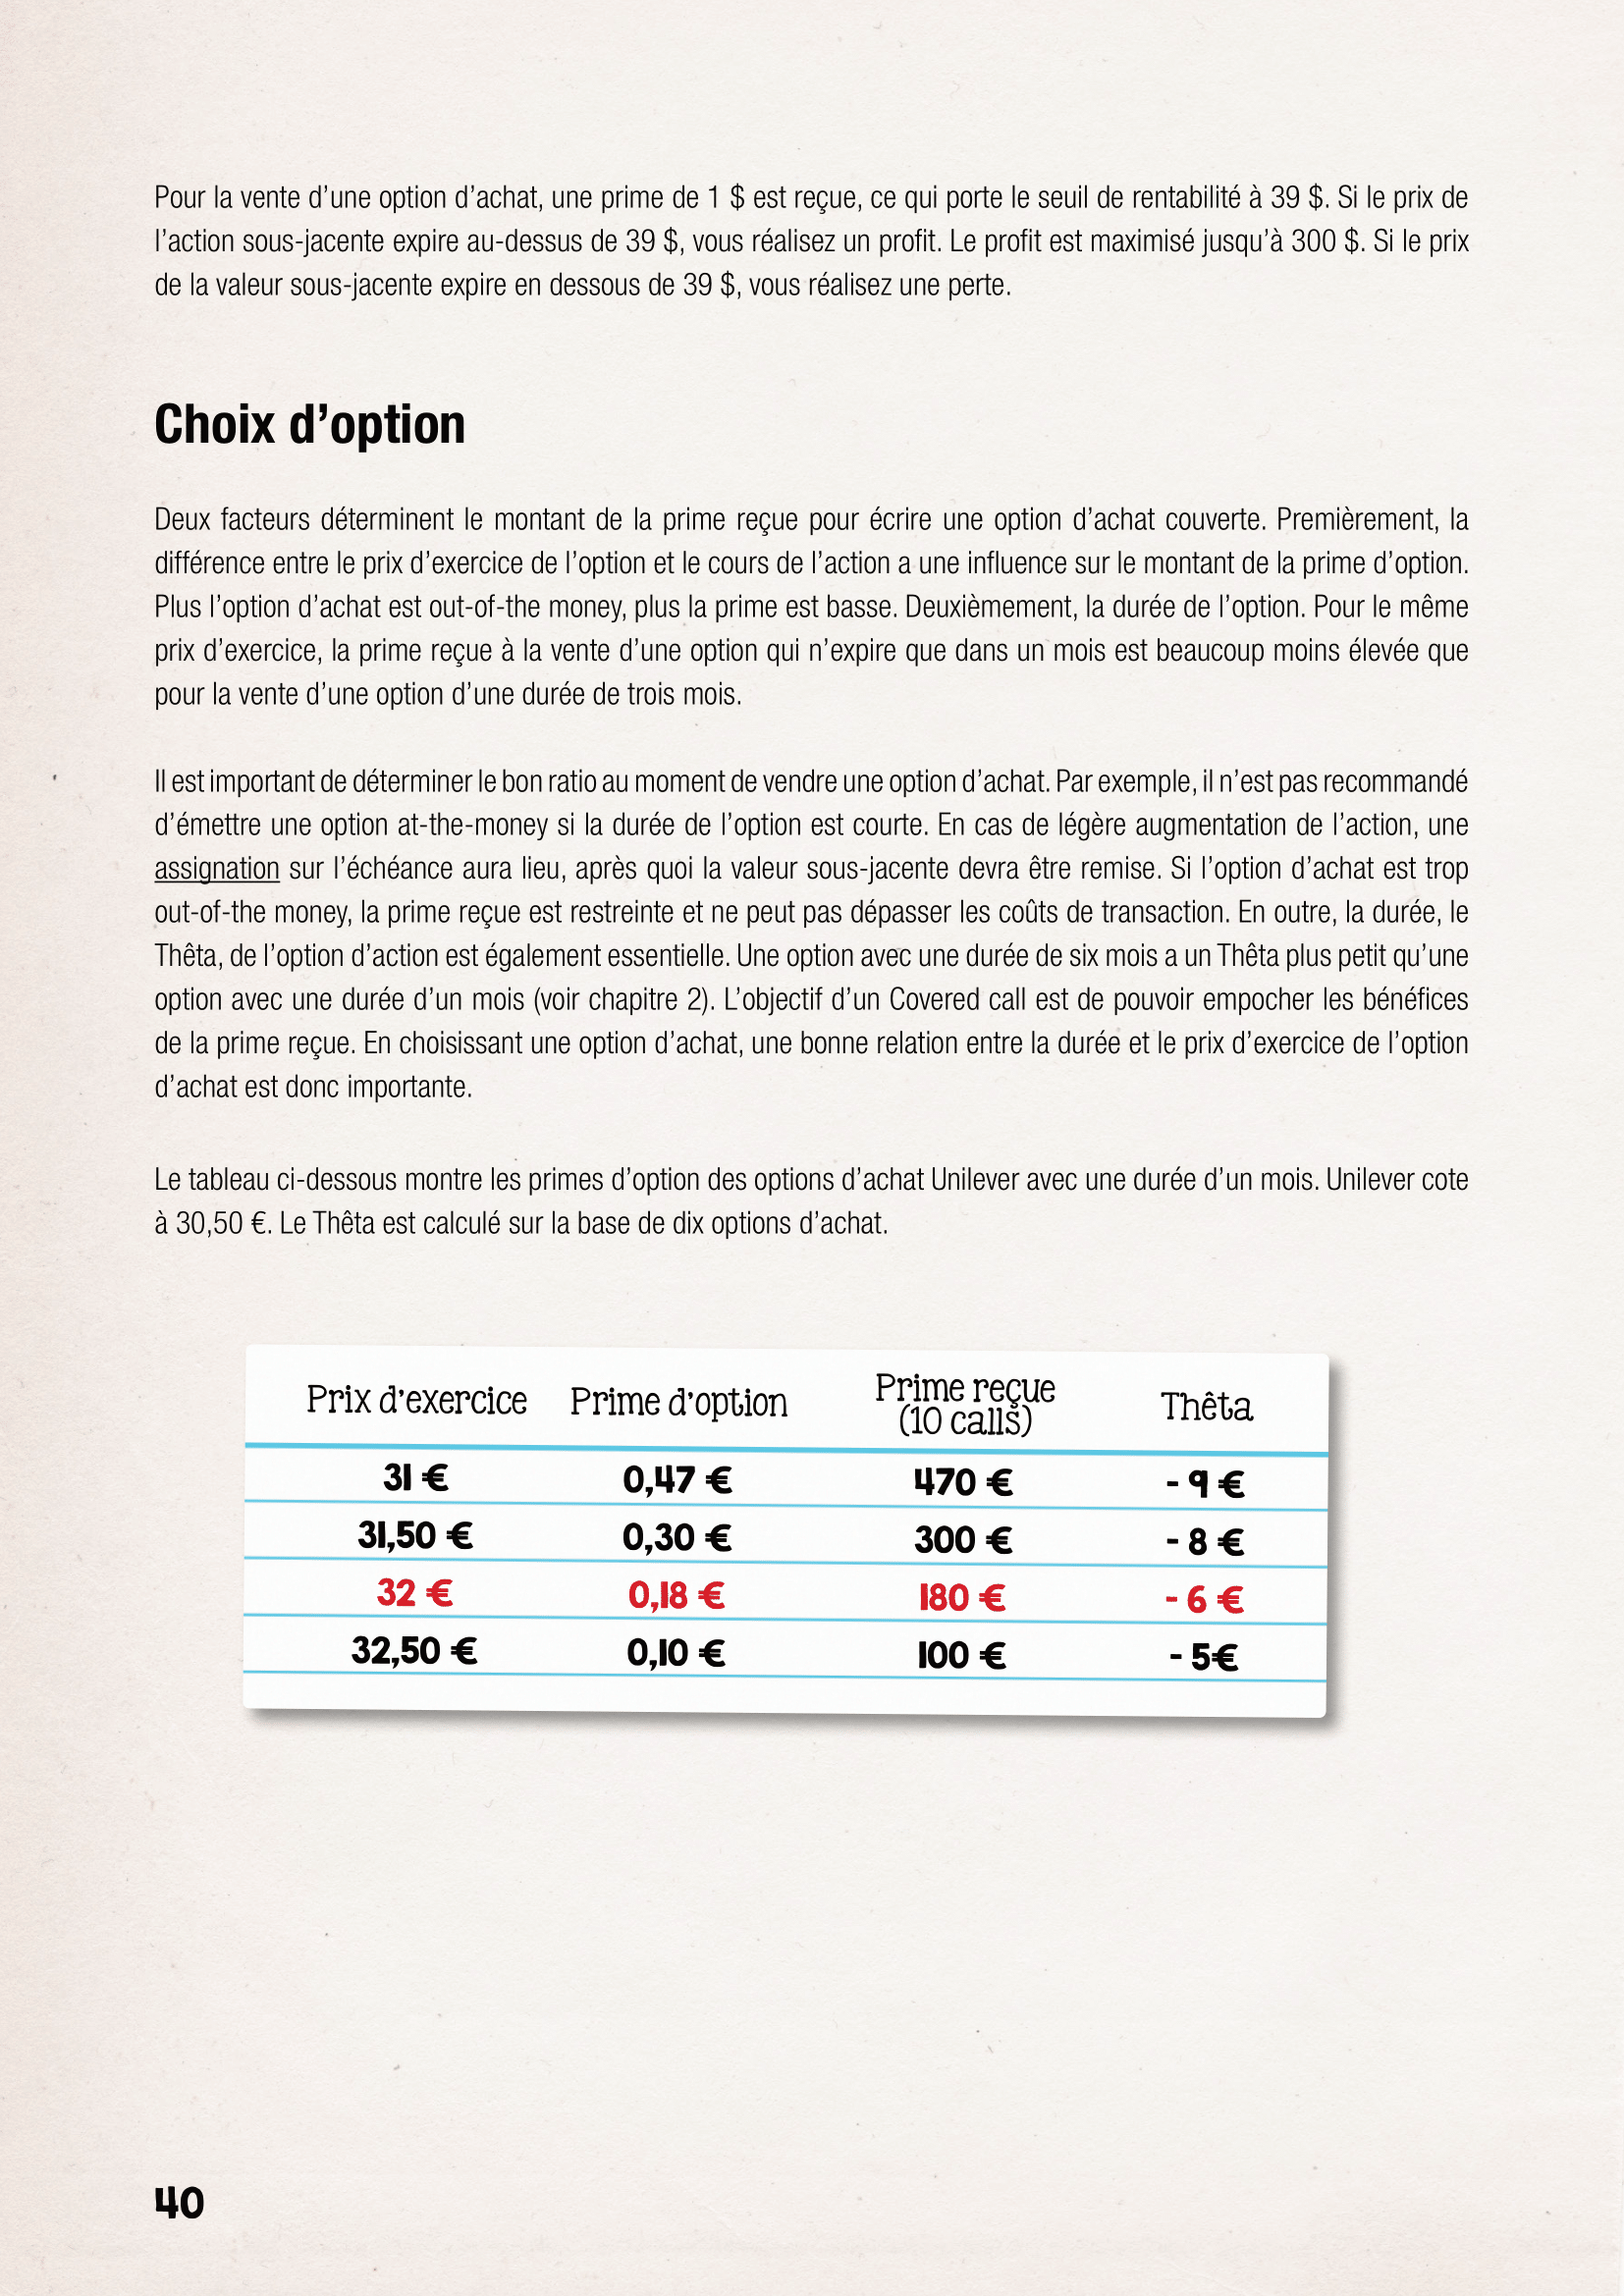 Pour la vente d’une option d’achat, une prime de 1 $ est reçue, ce qui porte le seuil de rentabilité à 39 $. Si le prix de
l’action sous-jacente expire au-dessus de 39 $, vous réalisez un profit. Le profit est maximisé jusqu’à 300 $. Si le prix
de la valeur sous-jacente expire en dessous de 39 $, vous réalisez une perte.
Choix d’option
Deux facteurs déterminent le montant de la prime reçue pour écrire une option d’achat couverte. Premièrement, la
différence entre le prix d’exercice de l’option et le cours de l’action a une influence sur le montant de la prime d’option.
Plus l’option d’achat est out-of-the money, plus la prime est basse. Deuxièmement, la durée de l’option. Pour le même
prix d’exercice, la prime reçue à la vente d’une option qui n’expire que dans un mois est beaucoup moins élevée que
pour la vente d’une option d’une durée de trois mois.
Il est important de déterminer le bon ratio au moment de vendre une option d’achat. Par exemple, il n’est pas recommandé
d’émettre une option at-the-money si la durée de l’option est courte. En cas de légère augmentation de l’action, une
assignation sur l’échéance aura lieu, après quoi la valeur sous-jacente devra être remise. Si l’option d’achat est trop
out-of-the money, la prime reçue est restreinte et ne peut pas dépasser les coûts de transaction. En outre, la durée, le
Thêta, de l’option d’action est également essentielle. Une option avec une durée de six mois a un Thêta plus petit qu’une
option avec une durée d’un mois (voir chapitre 2). L’objectif d’un Covered call est de pouvoir empocher les bénéfices
de la prime reçue. En choisissant une option d’achat, une bonne relation entre la durée et le prix d’exercice de l’option
d’achat est donc importante.
Le tableau ci-dessous montre les primes d’option des options d’achat Unilever avec une durée d’un mois. Unilever cote
à 30,50 €. Le Thêta est calculé sur la base de dix options d’achat.
Prix d’exercice Prime d’option Prime reçue (10 calls) Thêta
31 € 0,47 € 470 € - 9 €
31,50 € 0,30 € 300 € - 8 €
32 € 0,18 € 180 € - 6 €
32,50 € 0,10 € 100 € - 5€
40